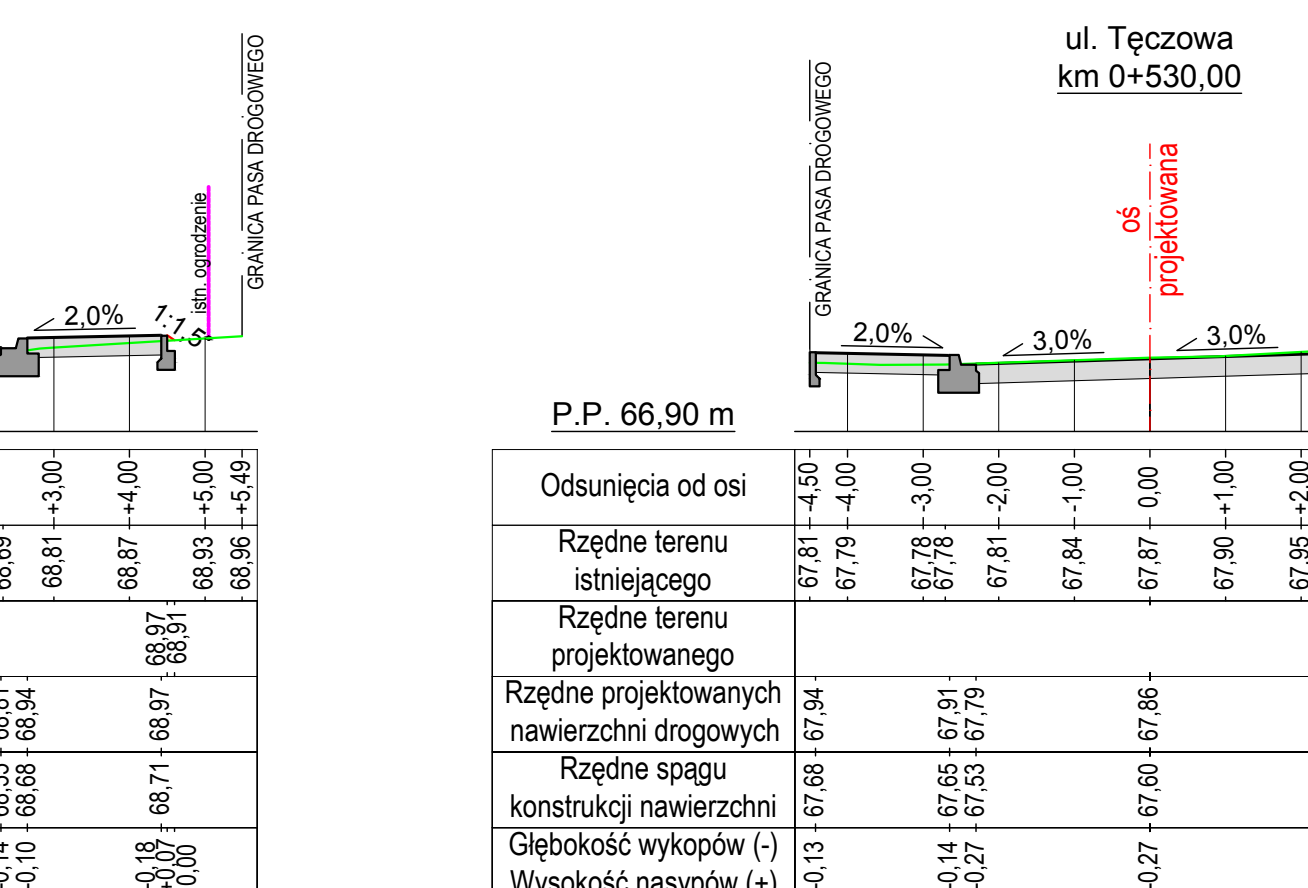 GRANICA PASA DROGOWEGO
istn. ogrodzenie
2,0%
1:1,5
+3,00 +4,00 +5,00 +5,49
68,69 68,81 68,87 68,93 68,96
68,97 68,91
68,94 68,97
68,68 68,71
-0,14 -0,10 -0,18 +0,07 0,00
ul. Tęczowa
km 0+530,00
GRANICA PASA DROGOWEGO
oś
projektowana
2,0% 3,0% 3,0%
P.P. 66,90 m
Odsunięcia od osi
-4,50 -4,00 -3,00 -2,00 -1,00 0,00 +1,00 +2,00
Rzędne terenu
istniejącego
67,81 67,79 67,78 67,78 67,81 67,84 67,87 67,90 67,95
Rzędne terenu
projektowanego
Rzędne projektowanych
nawierzchni drogowych
67,94 67,91 67,79 67,86
Rzędne spągu
konstrukcji nawierzchni
67,68 67,65 67,53 67,60
Głębokość wykopów (-)
Wysokość nasypów (+)
-0,13 -0,14 -0,27 -0,27